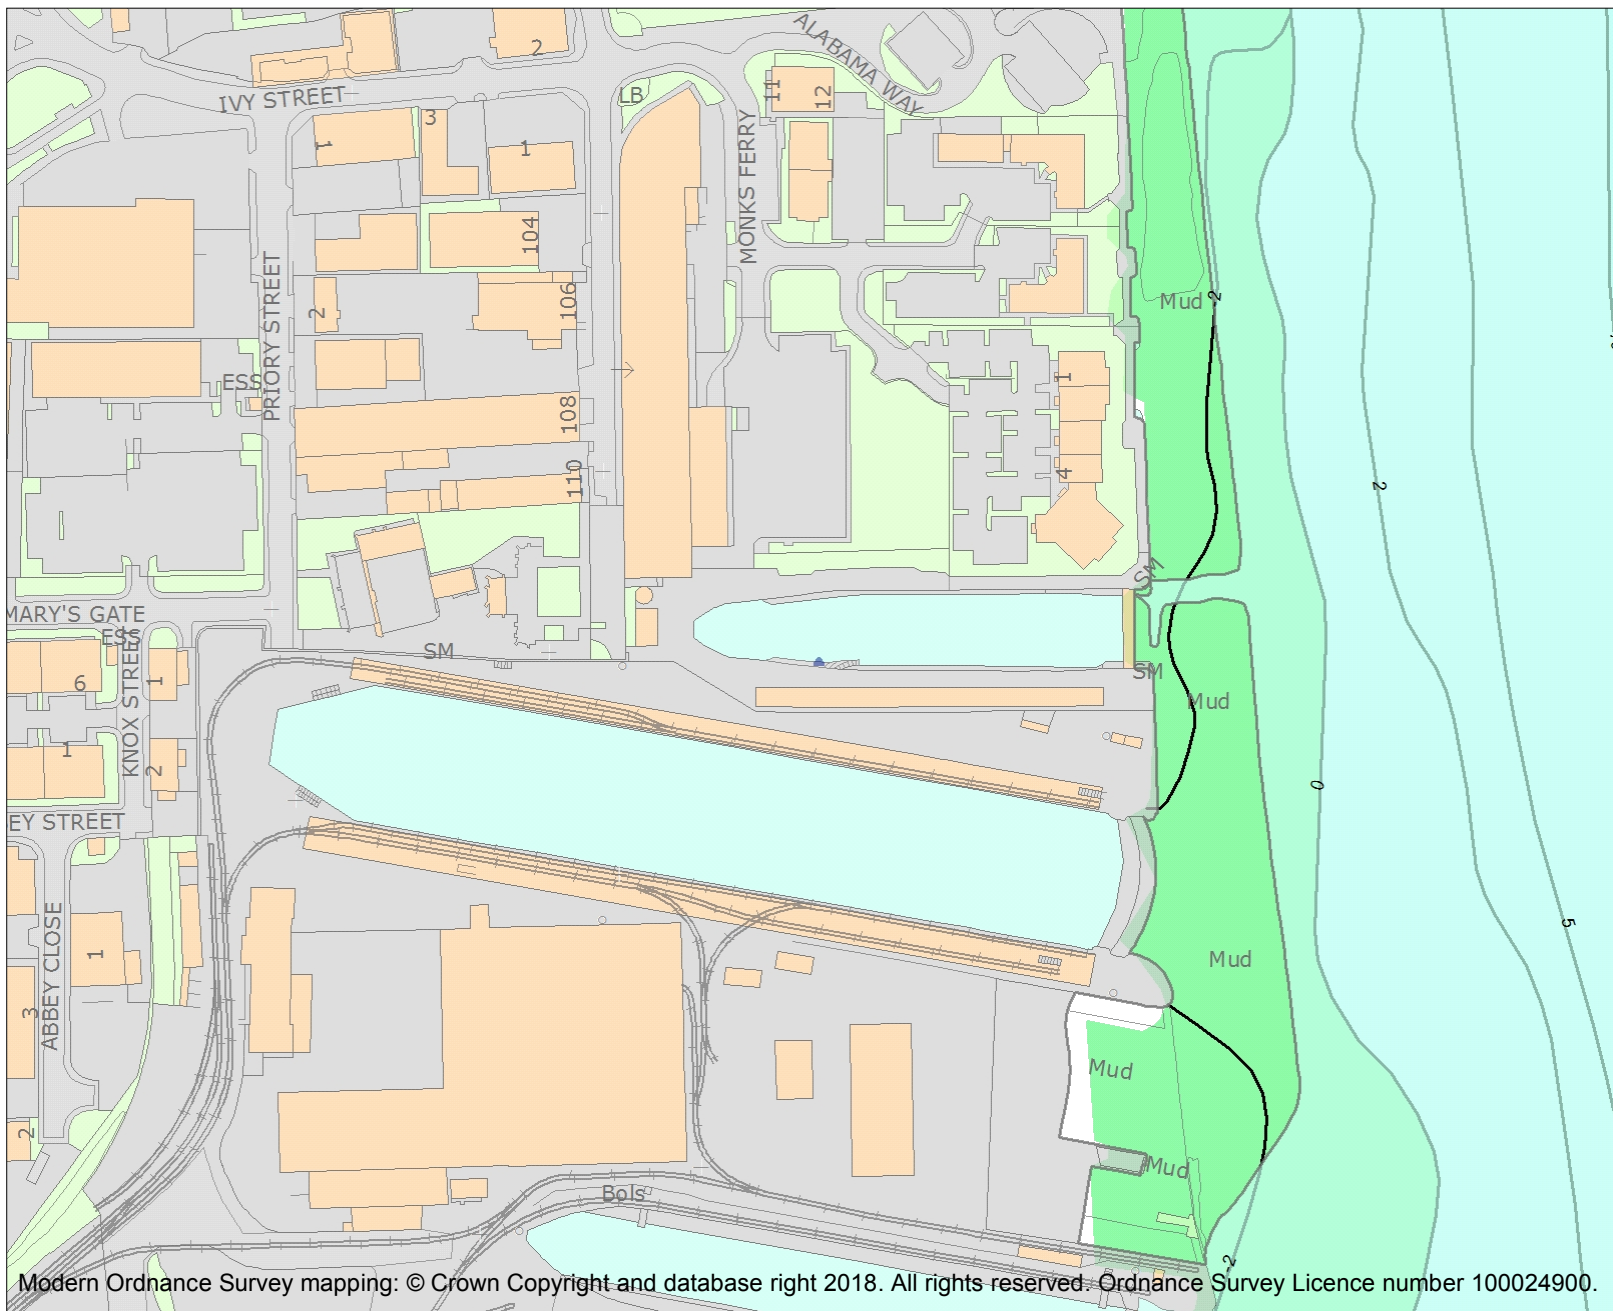 ALABAMA WAY
2
IVY STREET
LB
11
12
3
1
1
MONKS FERRY
104
PRIORY STREET
106
2
Mud
2
ESS
1
108
4
110
2
SM
MARY'S GATE
ESS
SM
SM
KNOX STREET
6
1
Mud
1
2
0
EY STREET
5
ABBEY CLOSE
1
Mud
3
Mud
2
Mud
Bols
2
Modern Ordnance Survey mapping: © Crown Copyright and database right 2018. All rights reserved. Ordnance Survey Licence number 100024900.